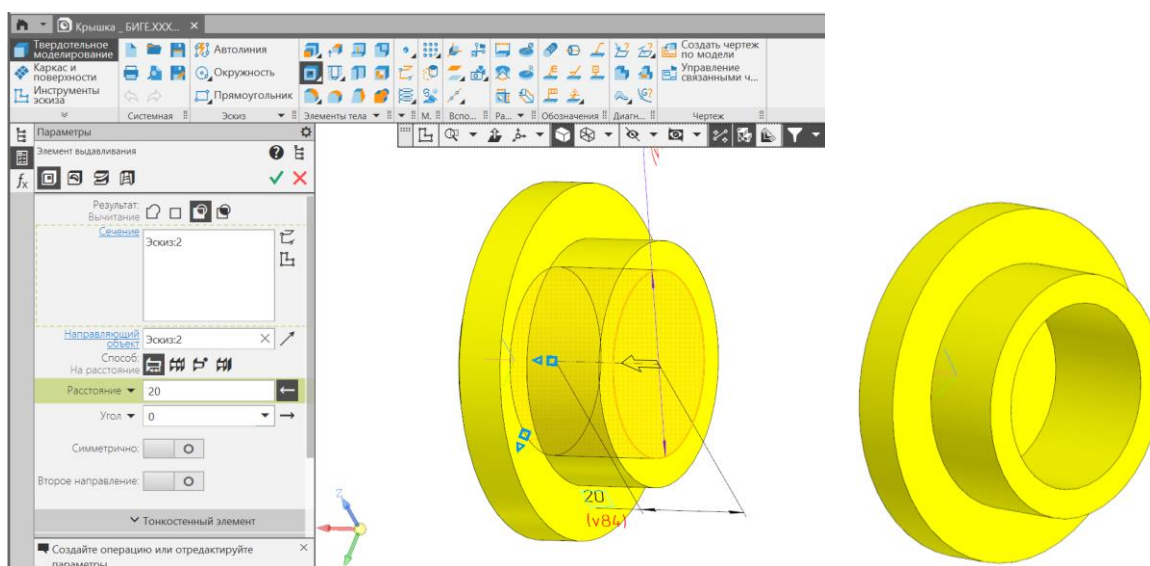 Крышка _ БИГЕ.XXX... ×
Твердотельное моделирование
Каркас и поверхности
Инструменты эскиза
Автолиния
Окружность
Прямоугольник
Создать чертеж по модели
Управление связанными ч...
Системная
Эскиз
Элементы тела
М.
Вспо...
Ра...
Обозначения
Диагн...
Чертеж
Параметры
Элемент выдавливания
Результат:
Вычитание
Сечение
Эскиз:2
Направляющий объект
Эскиз:2
Способ:
На расстояние
Расстояние
20
Угол
0
Симметрично:
Второе направление:
Тонкостенный элемент
Создайте операцию или отредактируйте
параметры
20
(v84)
Z